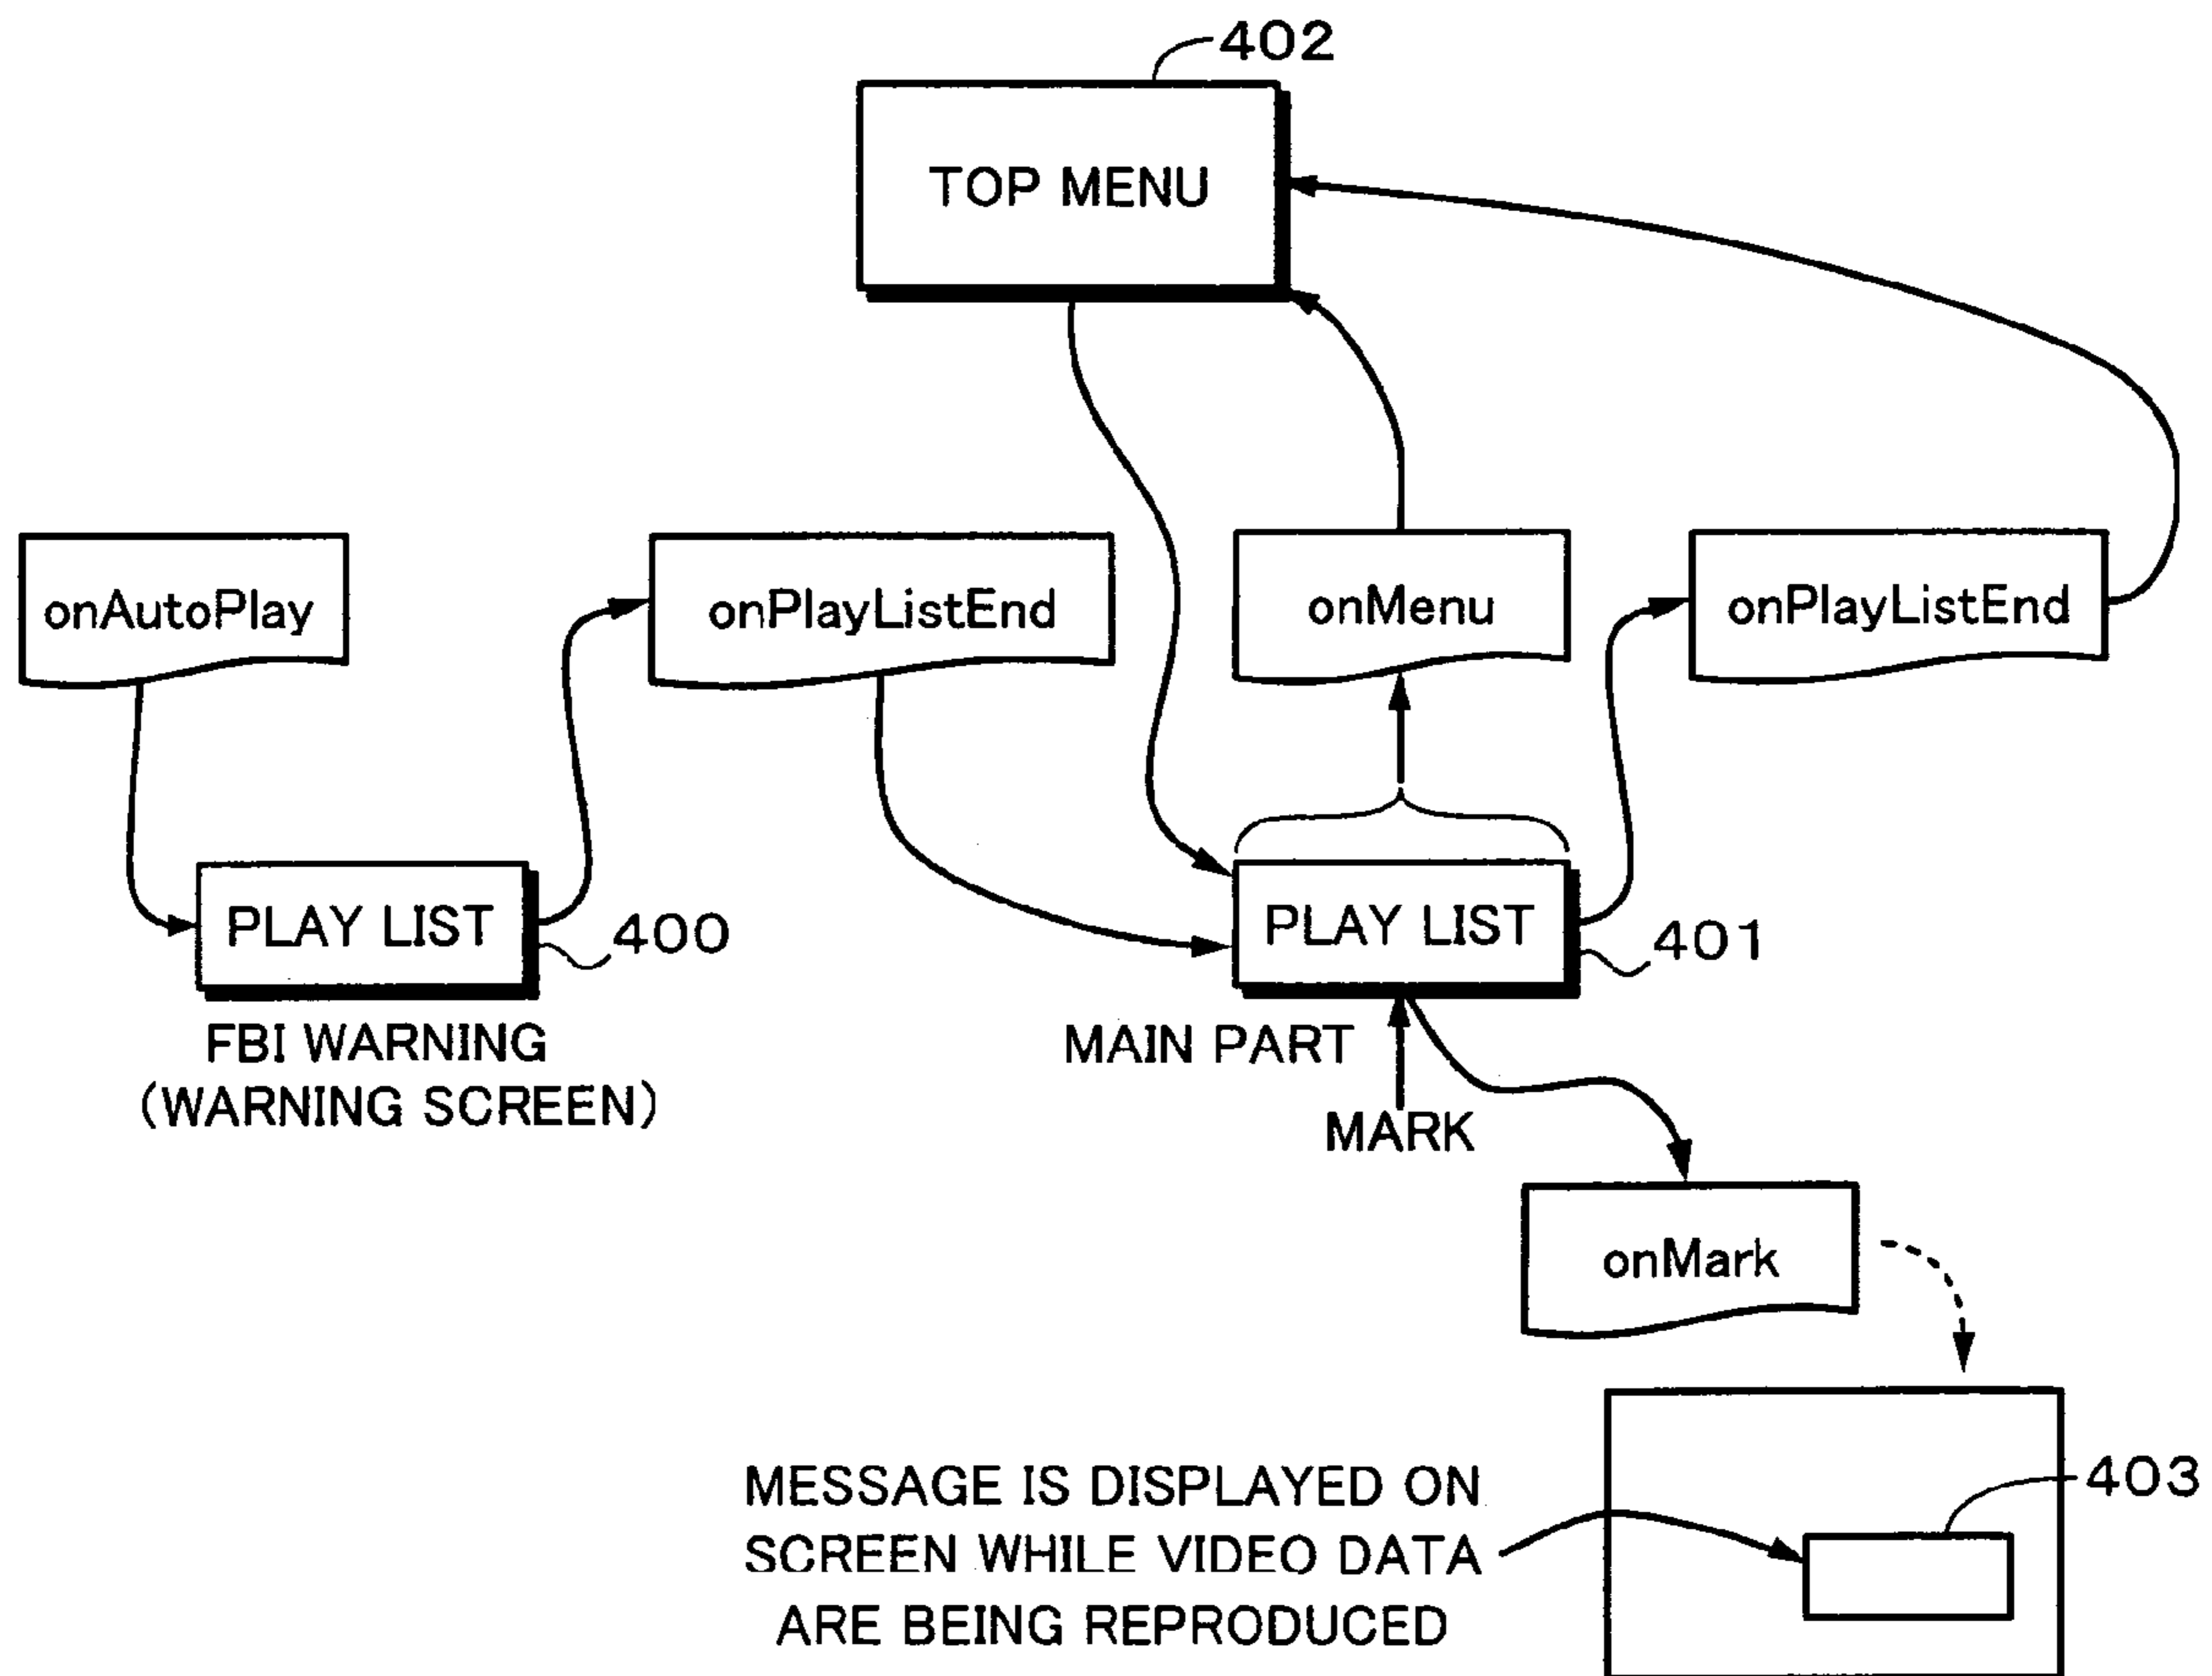 402
TOP MENU
onAutoPlay
onPlayListEnd
onMenu
onPlayListEnd
PLAY LIST
400
PLAY LIST
401
FBI WARNING
(WARNING SCREEN)
MAIN PART
MARK
onMark
MESSAGE IS DISPLAYED ON
SCREEN WHILE VIDEO DATA
ARE BEING REPRODUCED
403